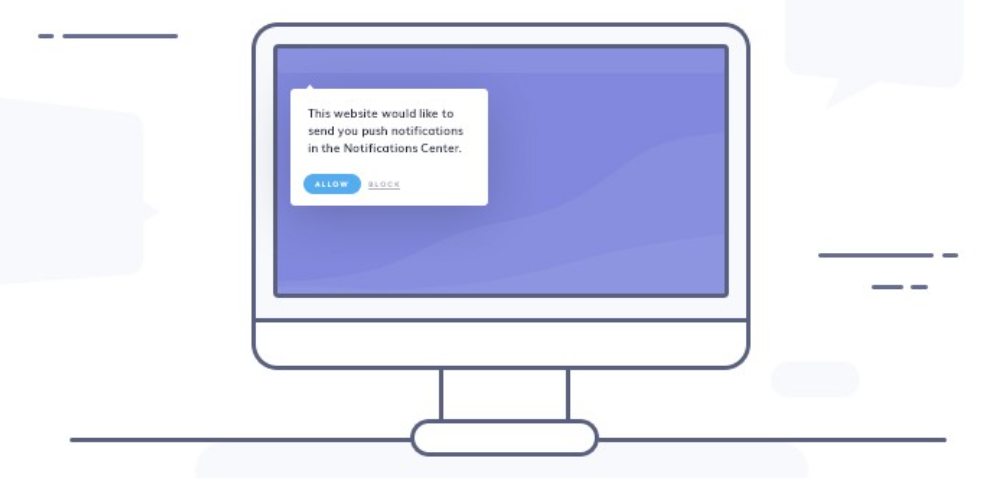 This website would like to
send you push notifications
in the Notifications Center.
ALLOW BLOCK